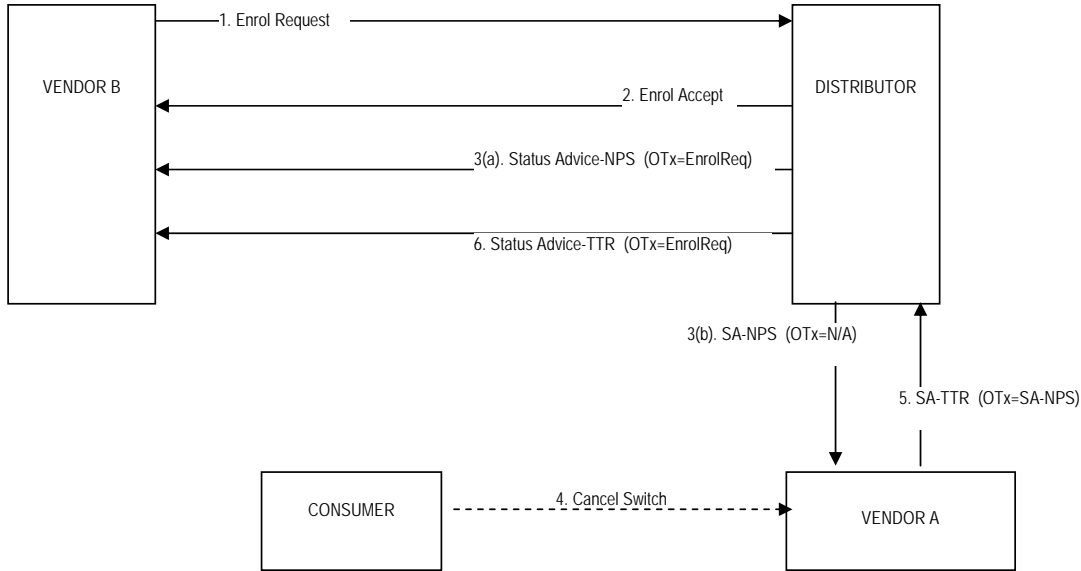 1. Enrol Request
VENDOR B
DISTRIBUTOR
2. Enrol Accept
3(a). Status Advice-NPS (OTx=EnrolReq)
6. Status Advice-TTR (OTx=EnrolReq)
3(b). SA-NPS (OTx=N/A)
5. SA-TTR (OTx=SA-NPS)
4. Cancel Switch
CONSUMER
VENDOR A